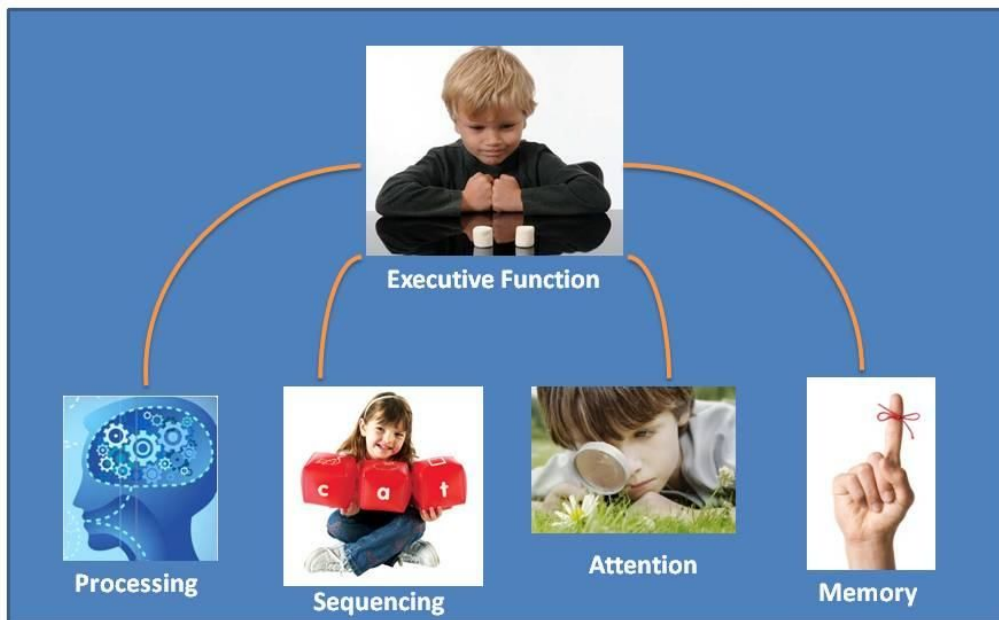 Executive Function
c a t
Processing
Sequencing
Attention
Memory